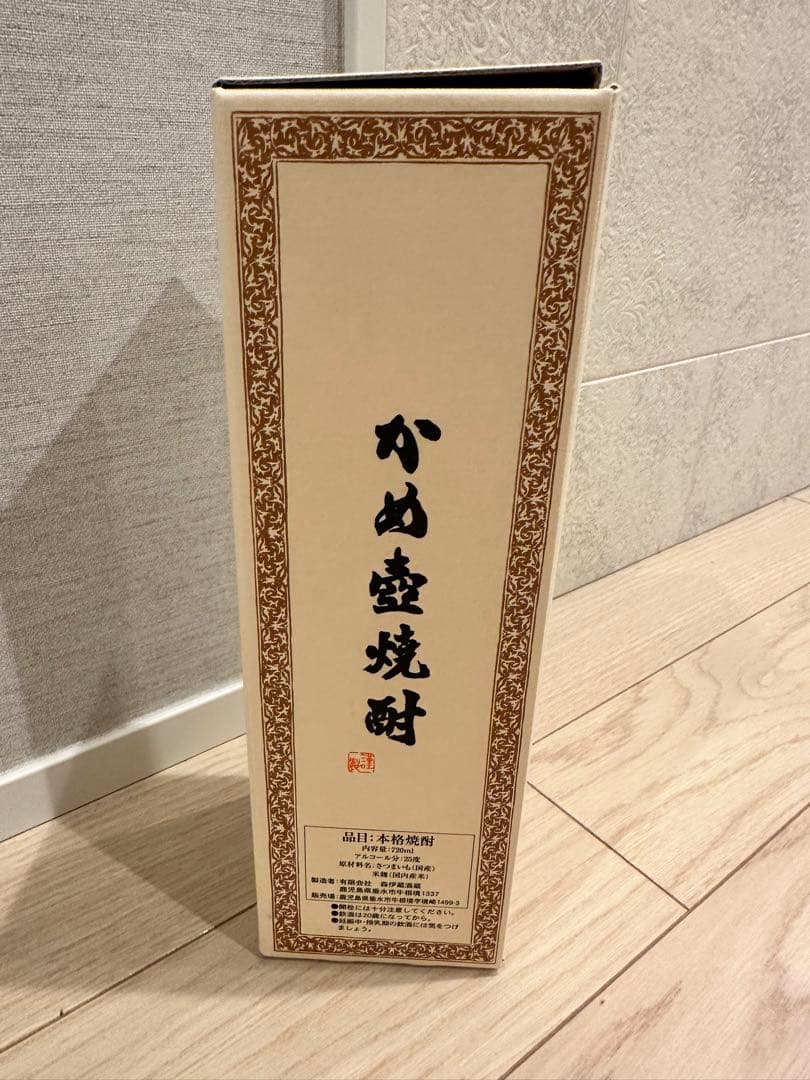 かめ壺焼酎
謹製
品目：本格焼酎
内容量：720ml
アルコール分：25度
原材料名：さつまいも（国産）
米麹（国内産米）
製造者：有限会社　森伊蔵酒蔵
鹿児島県垂水市牛根境1337
販売場：鹿児島県垂水市牛根境字磯崎1499-3
●開栓には十分注意してください。
●飲酒は20歳になってから。
●妊娠中・授乳期の飲酒には気をつけ
ましょう。